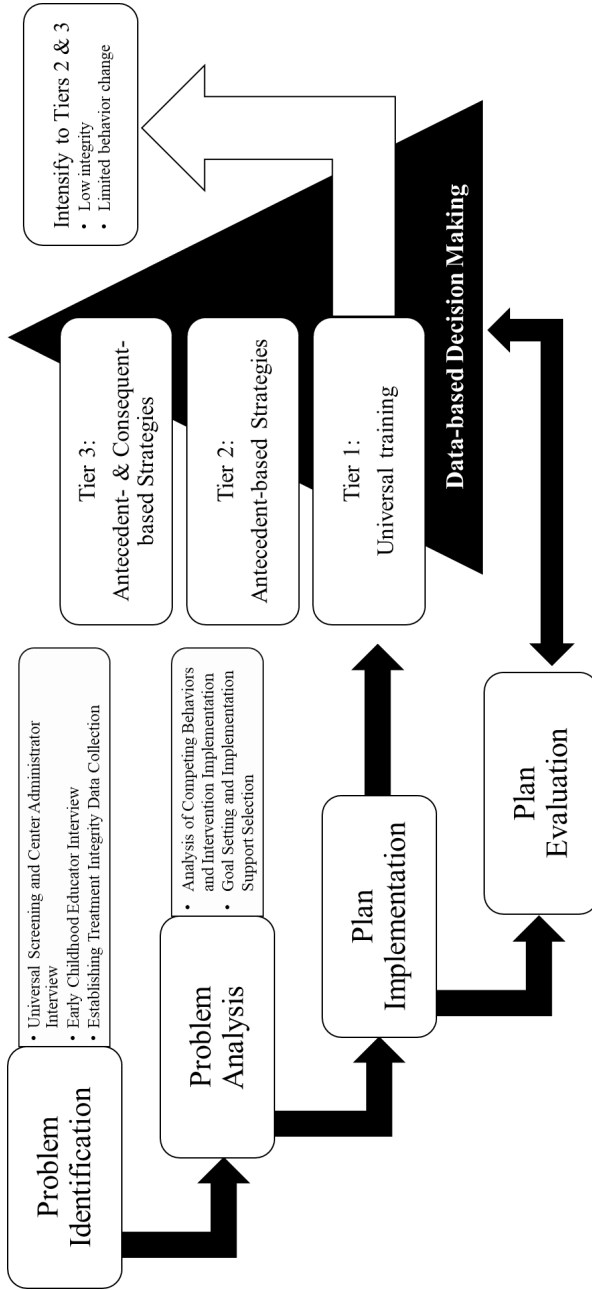 Problem
Identification
• Universal Screening and Center Administrator
Interview
• Early Childhood Educator Interview
• Establishing Treatment Integrity Data Collection
Problem
Analysis
• Analysis of Competing Behaviors
and Intervention Implementation
• Goal Setting and Implementation
Support Selection
Plan
Implementation
Plan
Evaluation
Tier 3:
Antecedent- & Consequent-
based Strategies
Tier 2:
Antecedent-based Strategies
Tier 1:
Universal training
Data-based Decision Making
Intensify to Tiers 2 & 3
• Low integrity
• Limited behavior change